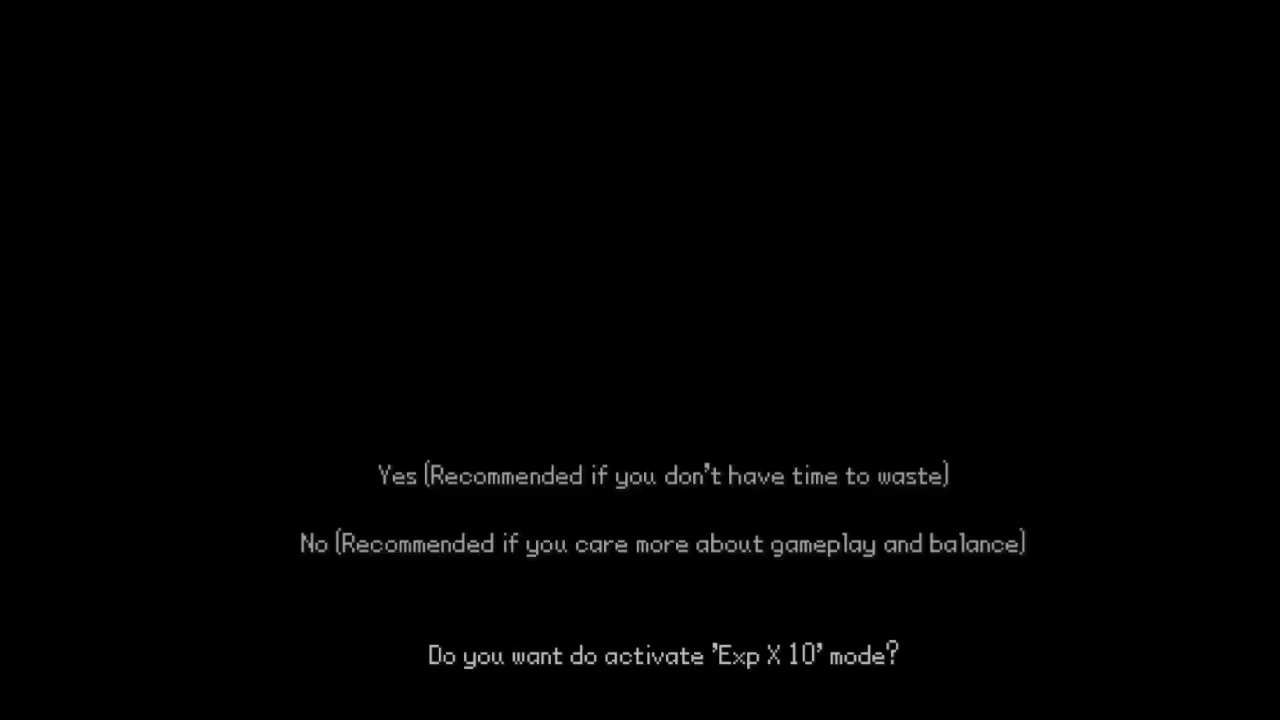 Yes (Recommended if you don't have time to waste)
No (Recommended if you care more about gameplay and balance)
Do you want do activate 'Exp X 10' mode?